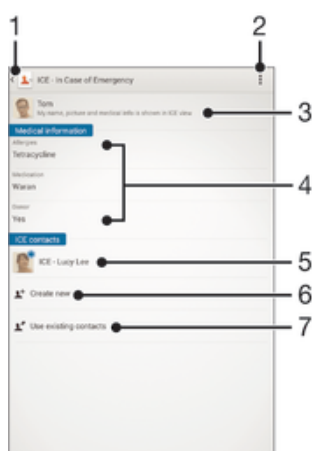 1 2
ICE - In Case of Emergency
Tom
My name, picture and medical info is shown in ICE view
3
Medical information
Allergies
Tetracycline
Medication
Waran
4
Donor
Yes
ICE contacts
ICE - Lucy Lee
5
Create new
6
Use existing contacts
7